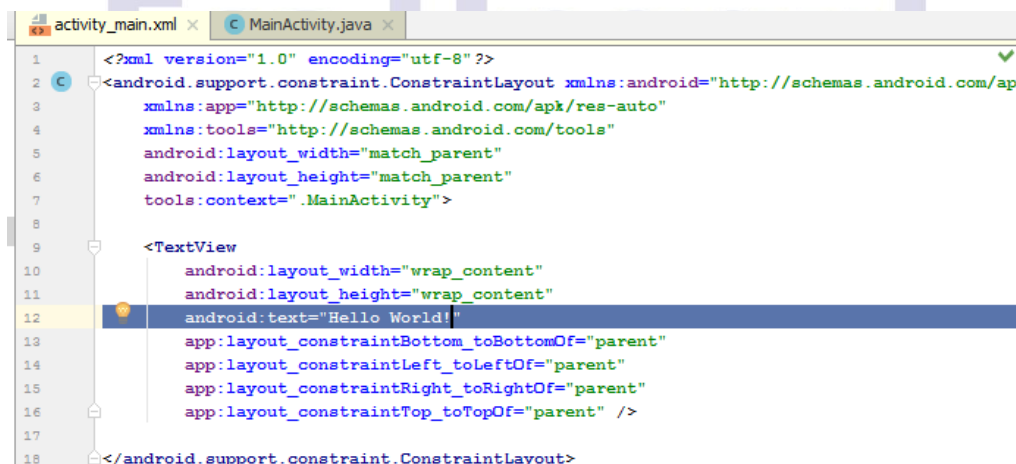 activity_main.xml × C MainActivity.java ×
1 <?xml version="1.0" encoding="utf-8"?>
2 C <android.support.constraint.ConstraintLayout xmlns:android="http://schemas.android.com/ap
3 xmlns:app="http://schemas.android.com/apk/res-auto"
4 xmlns:tools="http://schemas.android.com/tools"
5 android:layout_width="match_parent"
6 android:layout_height="match_parent"
7 tools:context=".MainActivity">
8
9 <TextView
10 android:layout_width="wrap_content"
11 android:layout_height="wrap_content"
12 android:text="Hello World!"
13 app:layout_constraintBottom_toBottomOf="parent"
14 app:layout_constraintLeft_toLeftOf="parent"
15 app:layout_constraintRight_toRightOf="parent"
16 app:layout_constraintTop_toTopOf="parent" />
17
18 </android.support.constraint.ConstraintLayout>